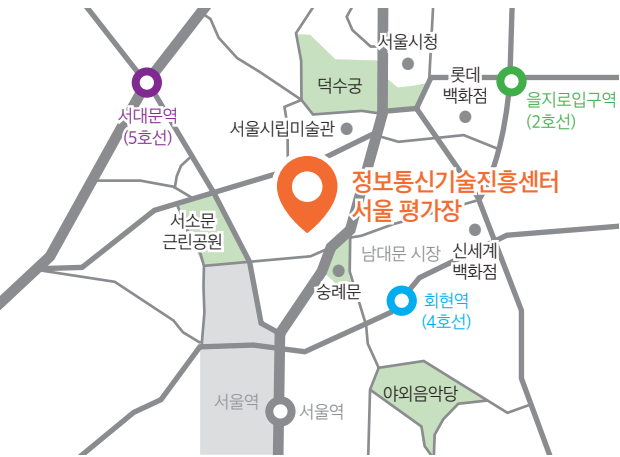 서울시청
덕수궁
롯데
백화점
을지로입구역
(2호선)
서대문역
(5호선)
서울시립미술관
정보통신기술진흥센터
서울 평가장
서소문
근린공원
남대문 시장
신세계
백화점
숭례문
회현역
(4호선)
야외음악당
서울역
서울역